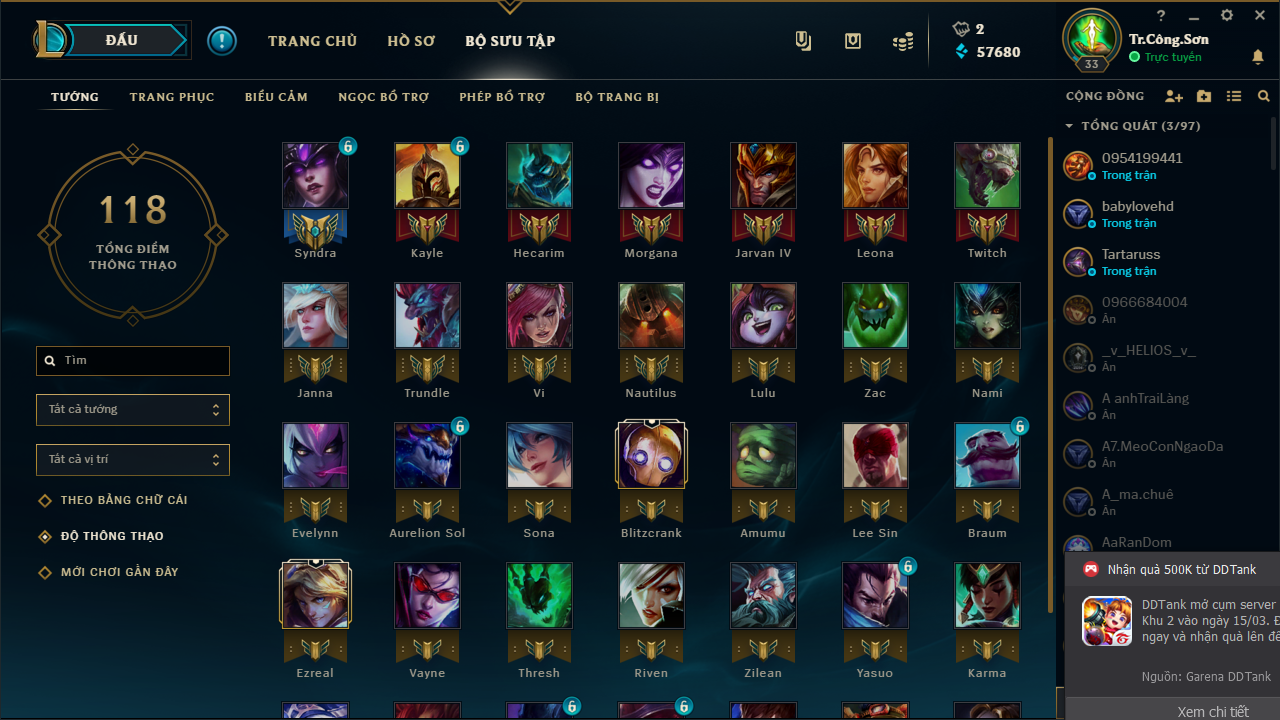 ĐẤU
!
TRANG CHỦ
HỒ SƠ
BỘ SƯU TẬP
2
57680
?
33
Tr.Công.Sơn
Trực tuyến
TƯỚNG
TRANG PHỤC
BIỂU CẢM
NGỌC BỔ TRỢ
PHÉP BỔ TRỢ
BỘ TRANG BỊ
118
TỔNG ĐIỂM
THÔNG THẠO
Tìm
Tất cả tướng
Tất cả vị trí
THEO BẢNG CHỮ CÁI
ĐỘ THÔNG THẠO
MỚI CHƠI GẦN ĐÂY
6
6
Syndra
Kayle
Hecarim
Morgana
Jarvan IV
Leona
Twitch
Janna
Trundle
Vi
Nautilus
Lulu
Zac
Nami
6
6
Evelynn
Aurelion Sol
Sona
Blitzcrank
Amumu
Lee Sin
Braum
6
Ezreal
Vayne
Thresh
Riven
Zilean
Yasuo
Karma
6
6
CỘNG ĐỒNG
TỔNG QUÁT (3/97)
0954199441
Trong trận
babylovehd
Trong trận
Tartaruss
Trong trận
0966684004
Ẩn
_v_HELIOS_v_
Ẩn
A anhTraiLàng
Ẩn
A7.MeoConNgaoDa
Ẩn
A_ma.chuê
Ẩn
AaRanDom
Nhận quà 500K từ DDTank
DDTank mở cụm server
Khu 2 vào ngày 15/03. Đ
ngay và nhận quà lên đế
Nguồn: Garena DDTank
Xem chi tiết